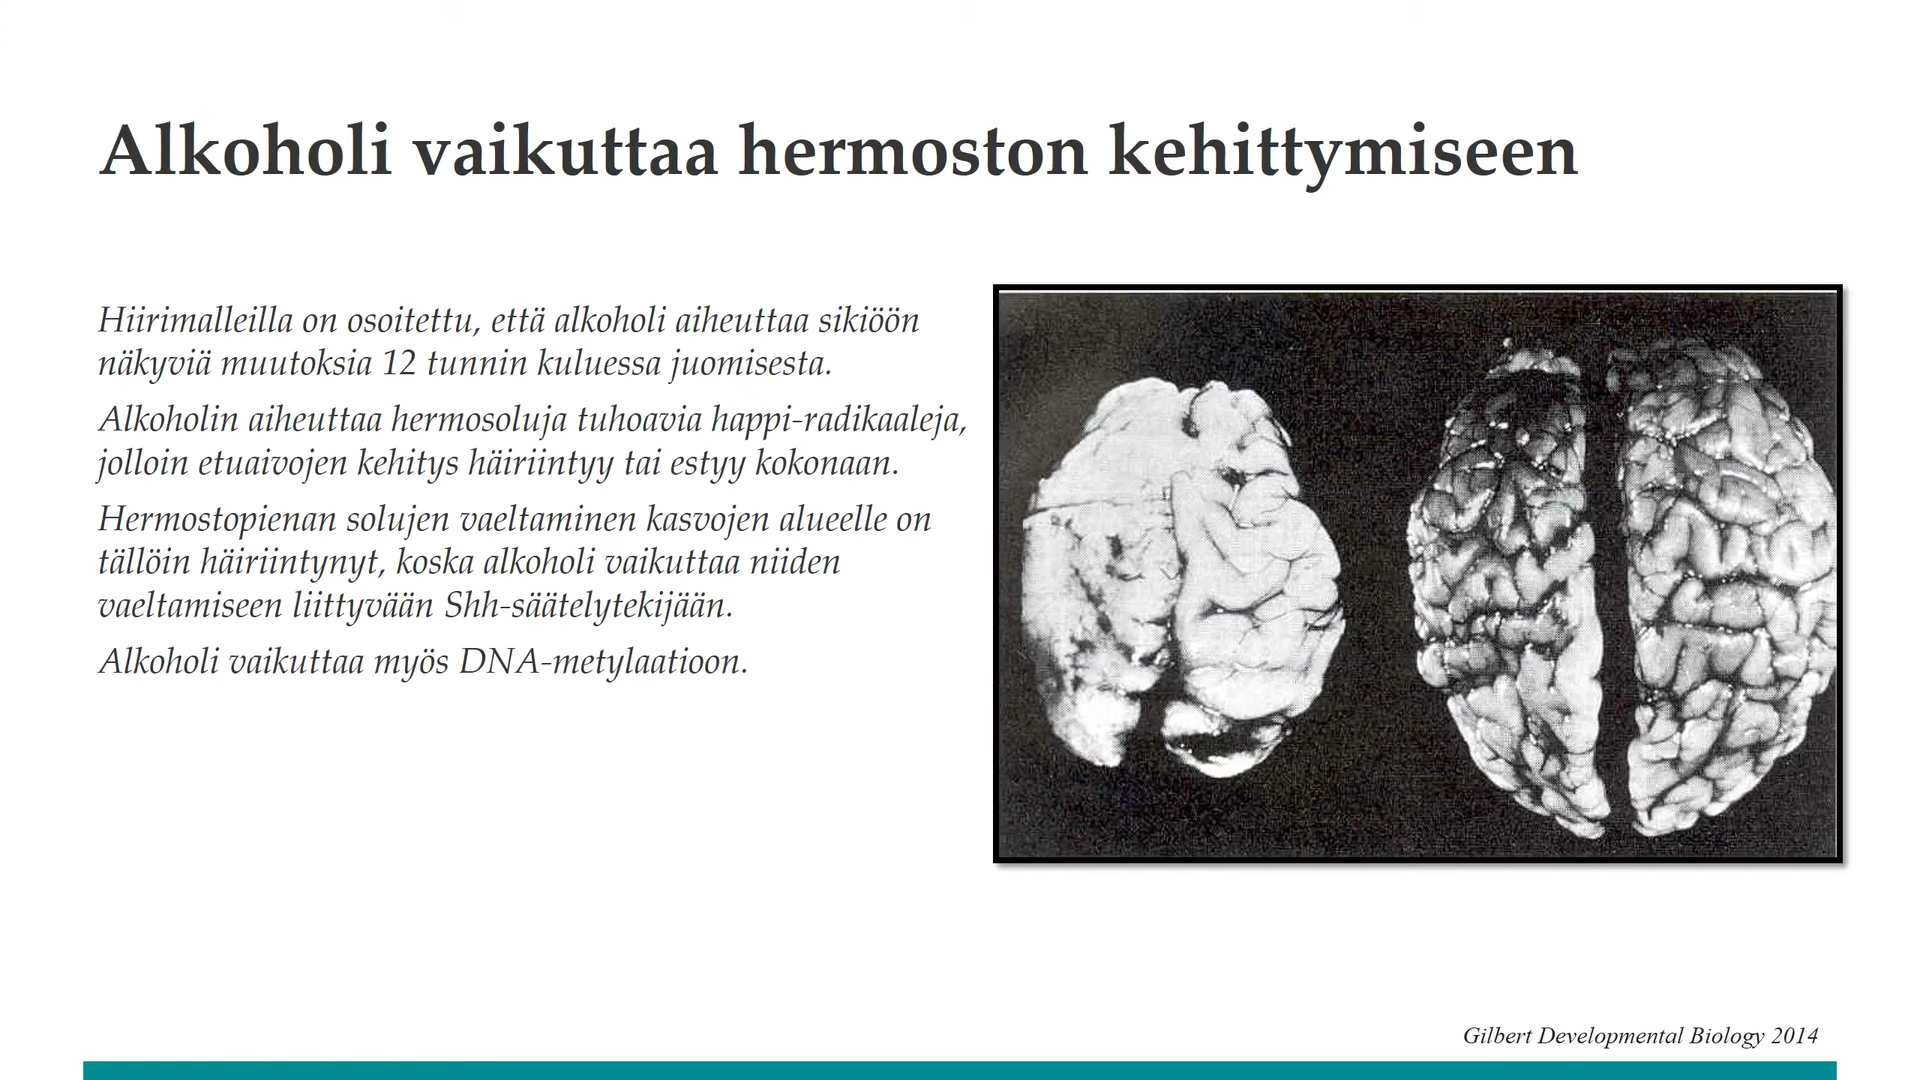 Alkoholi vaikuttaa hermoston kehittymiseen
Hiirimalleilla on osoitettu, että alkoholi aiheuttaa sikiöön
näkyviä muutoksia 12 tunnin kuluessa juomisesta.
Alkoholin aiheuttaa hermosoluja tuhoavia happi-radikaaleja,
jolloin etuaivojen kehitys häiriintyy tai estyy kokonaan.
Hermostopienan solujen vaeltaminen kasvojen alueelle on
tällöin häiriintynyt, koska alkoholi vaikuttaa niiden
vaeltamiseen liittyvään Shh-säätelytekijään.
Alkoholi vaikuttaa myös DNA-metylaatioon.
Gilbert Developmental Biology 2014